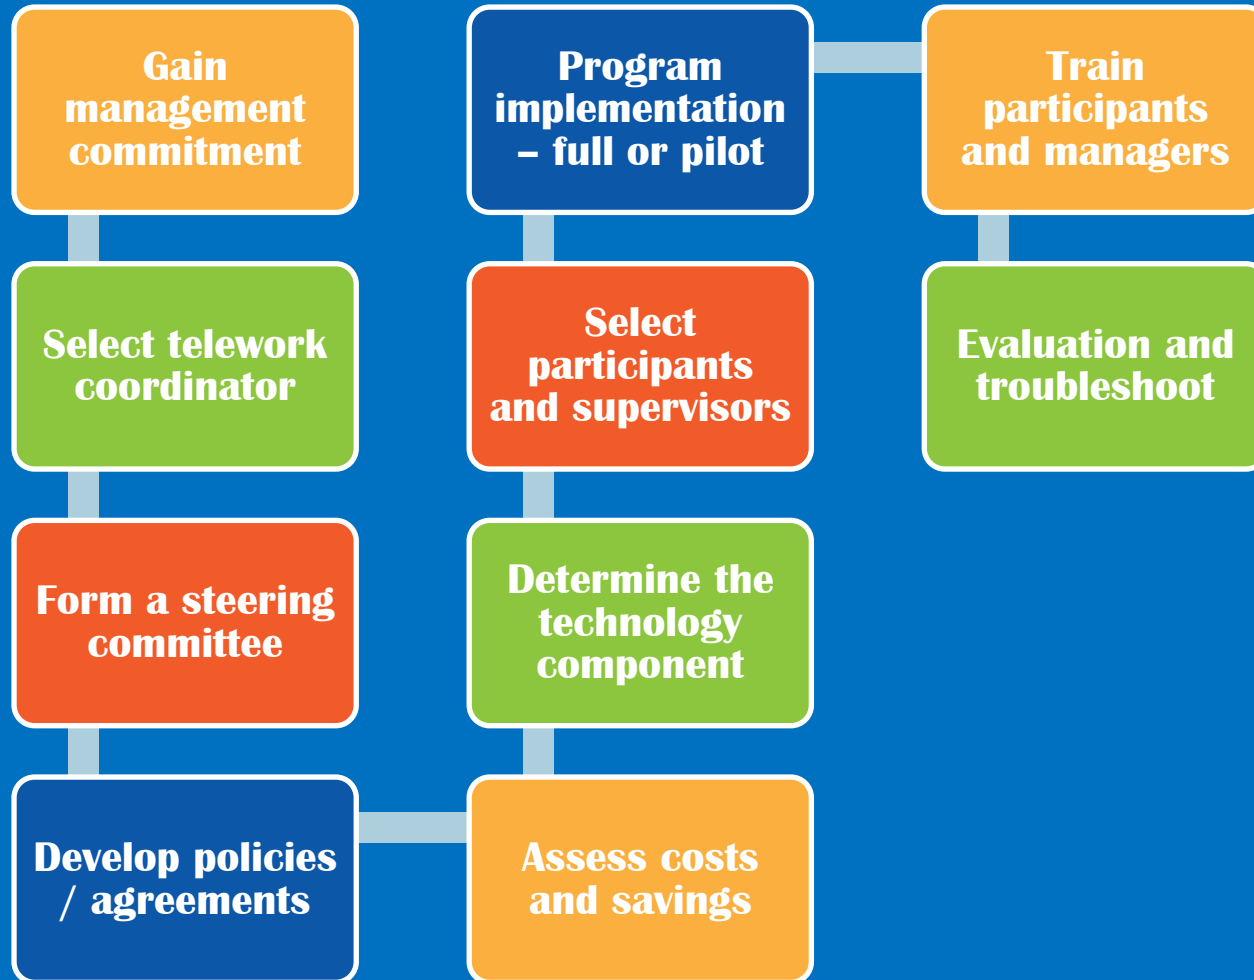 Gain
management
commitment
Select telework
coordinator
Form a steering
committee
Develop policies
/ agreements
Assess costs
and savings
Determine the
technology
component
Select
participants
and supervisors
Program
implementation
– full or pilot
Train
participants
and managers
Evaluation and
troubleshoot